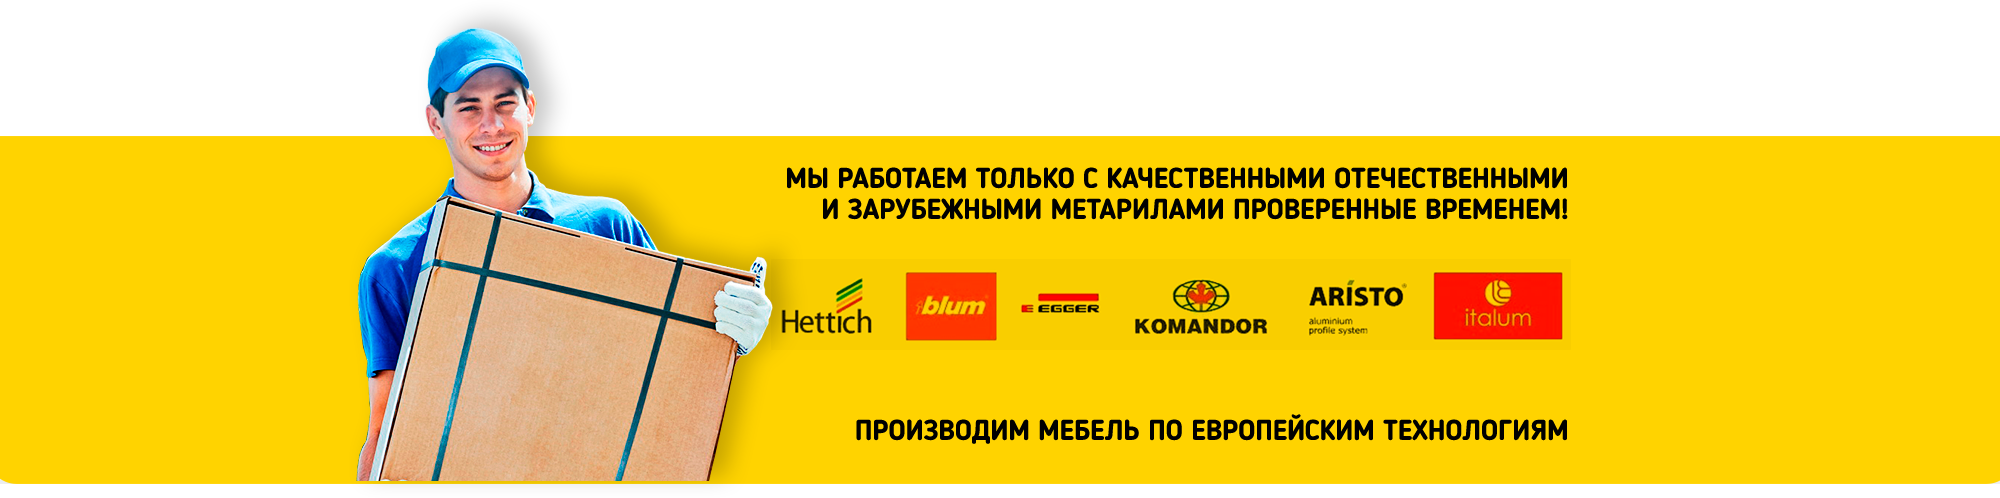 МЫ РАБОТАЕМ ТОЛЬКО С КАЧЕСТВЕННЫМИ ОТЕЧЕСТВЕННЫМИ
И ЗАРУБЕЖНЫМИ МЕТАРИЛАМИ ПРОВЕРЕННЫЕ ВРЕМЕНЕМ!
Hettich
blum
EGGER
KOMANDOR
ARÍSTO®
aluminium
profile system
italum
ПРОИЗВОДИМ МЕБЕЛЬ ПО ЕВРОПЕЙСКИМ ТЕХНОЛОГИЯМ